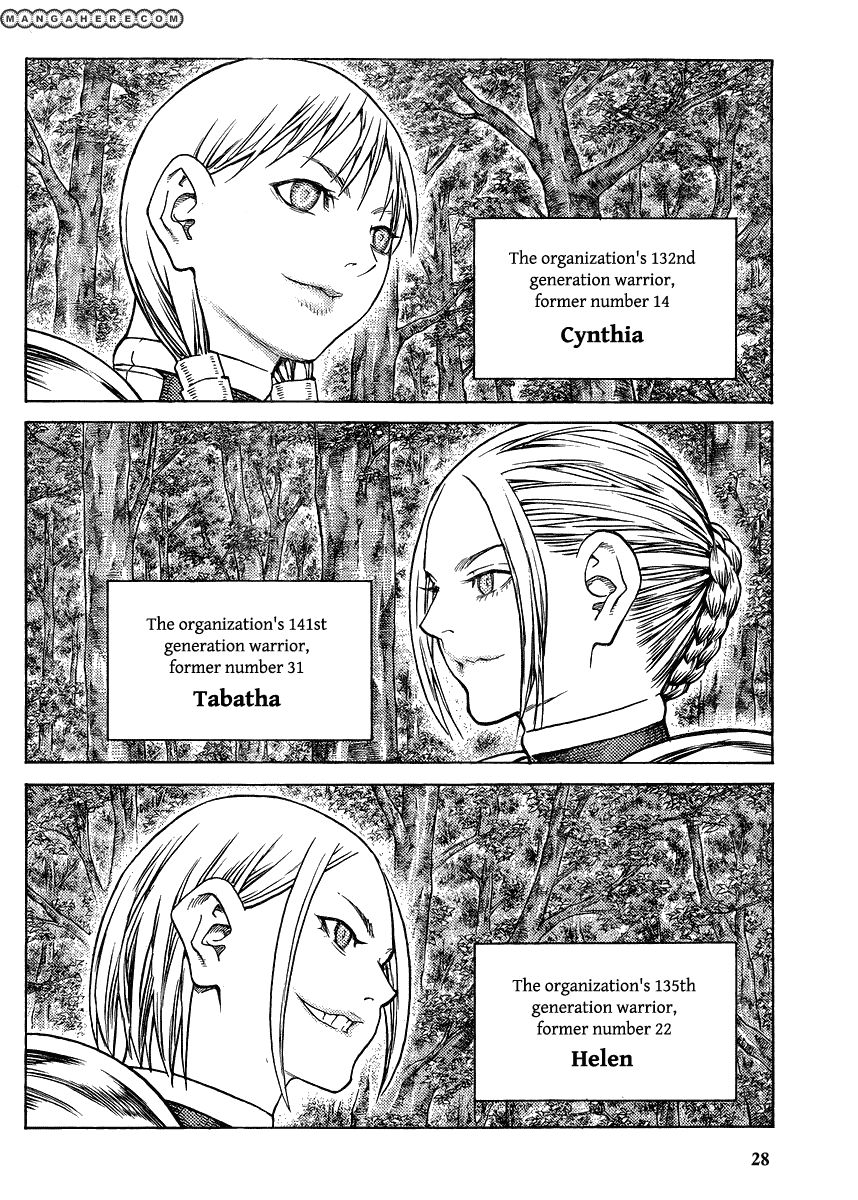 MANGAHERE.COM
The organization's 132nd
generation warrior,
former number 14
Cynthia
The organization's 141st
generation warrior,
former number 31
Tabatha
The organization's 135th
generation warrior,
former number 22
Helen
28